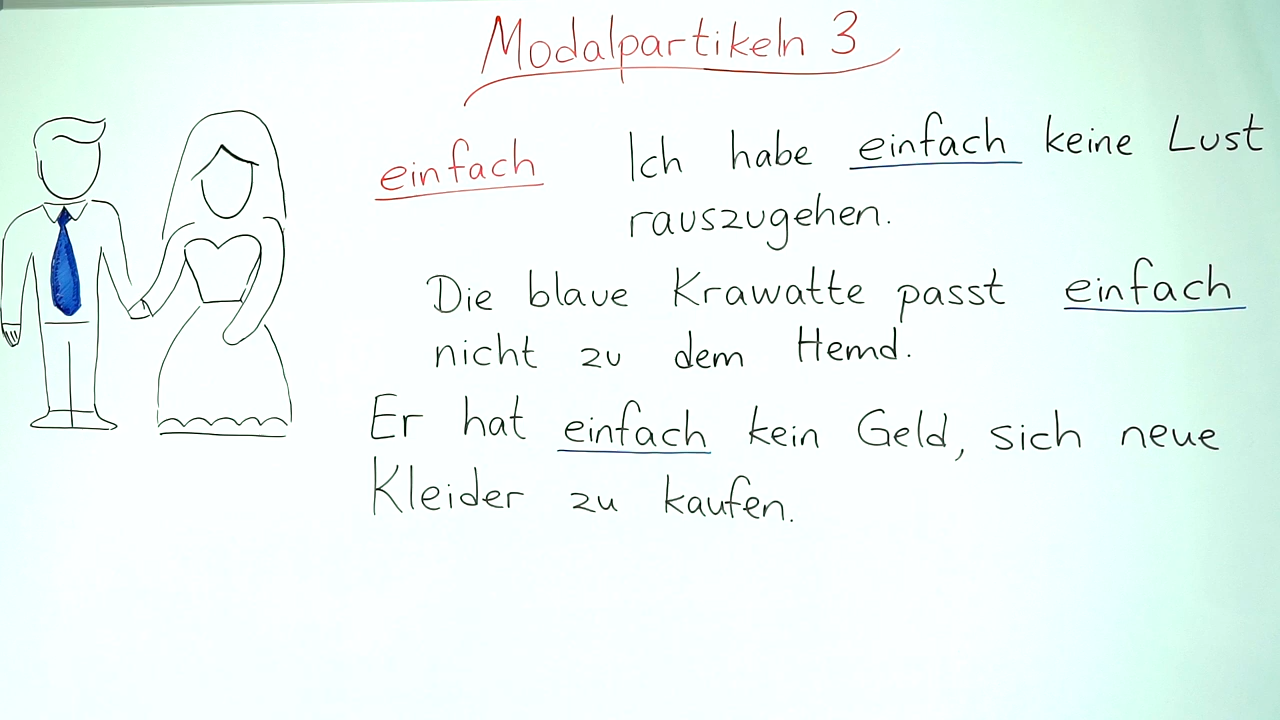 Modalpartikeln 3
einfach Ich habe einfach keine Lust
rauszugehen.
Die blaue Krawatte passt einfach
nicht zu dem Hemd.
Er hat einfach kein Geld, sich neue
Kleider zu kaufen.